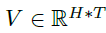 V ∈ ℝ^{H*T}